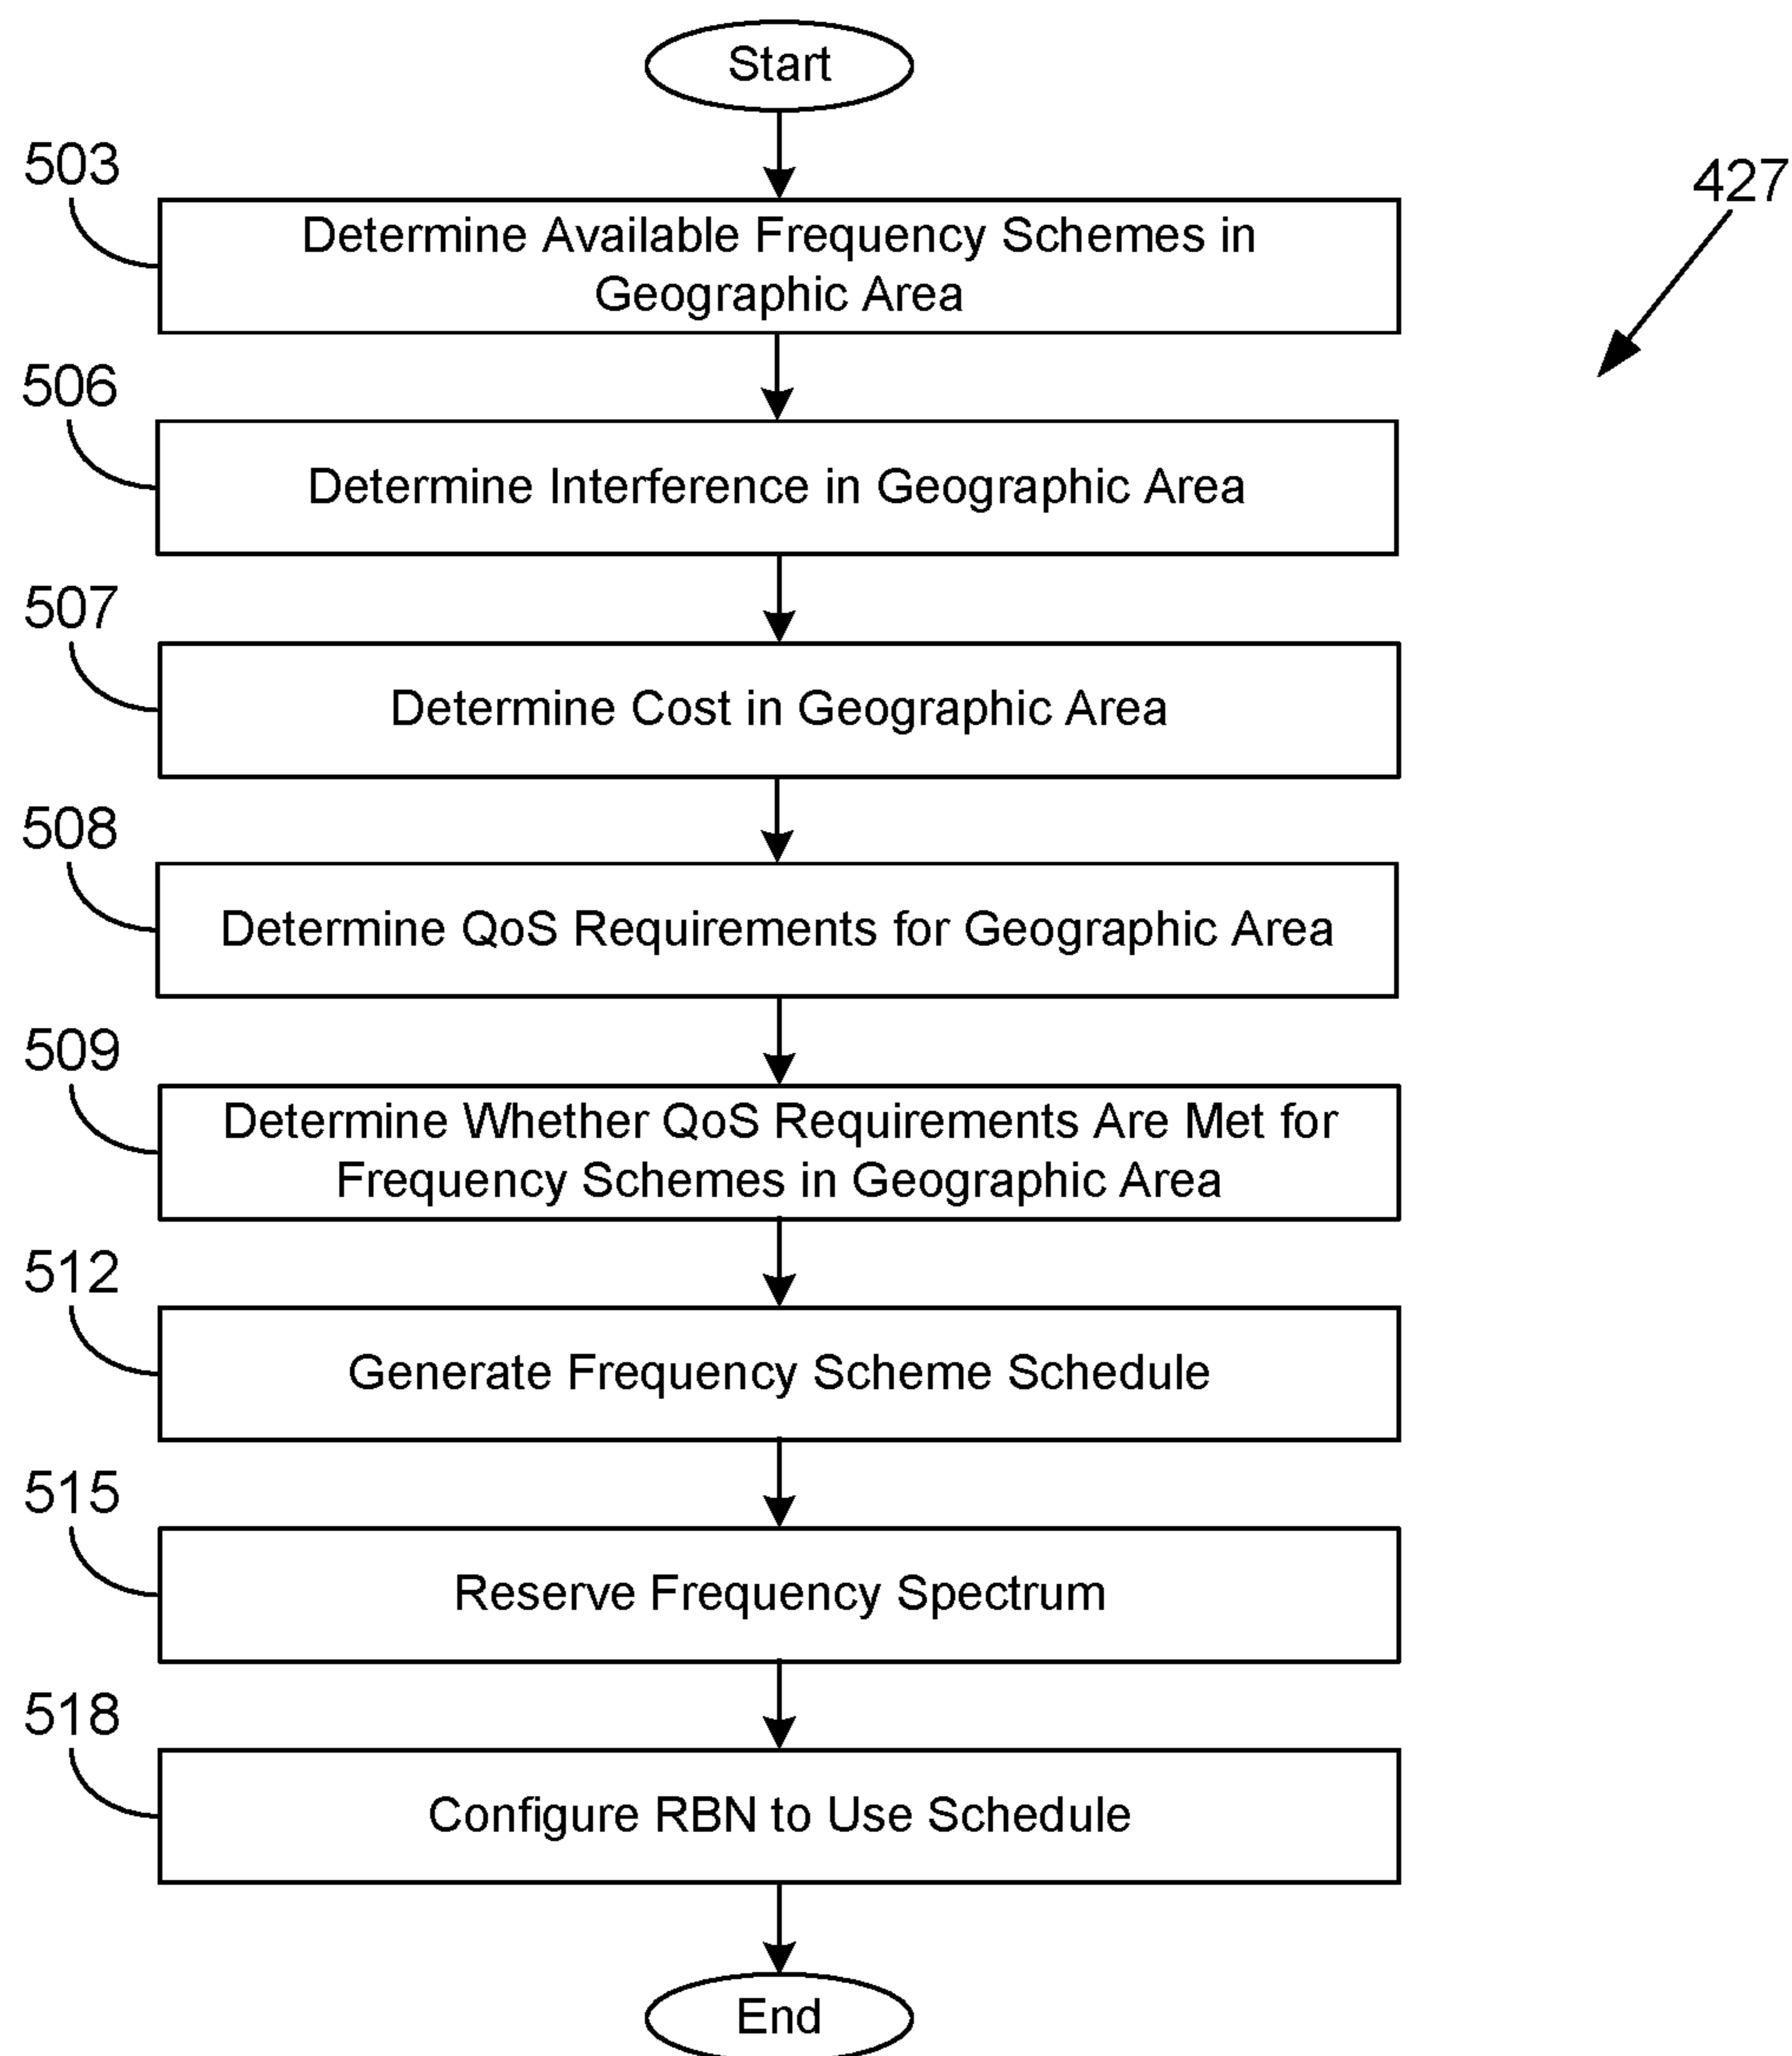 Start
503
427
Determine Available Frequency Schemes in
Geographic Area
506
Determine Interference in Geographic Area
507
Determine Cost in Geographic Area
508
Determine QoS Requirements for Geographic Area
509
Determine Whether QoS Requirements Are Met for
Frequency Schemes in Geographic Area
512
Generate Frequency Scheme Schedule
515
Reserve Frequency Spectrum
518
Configure RBN to Use Schedule
End